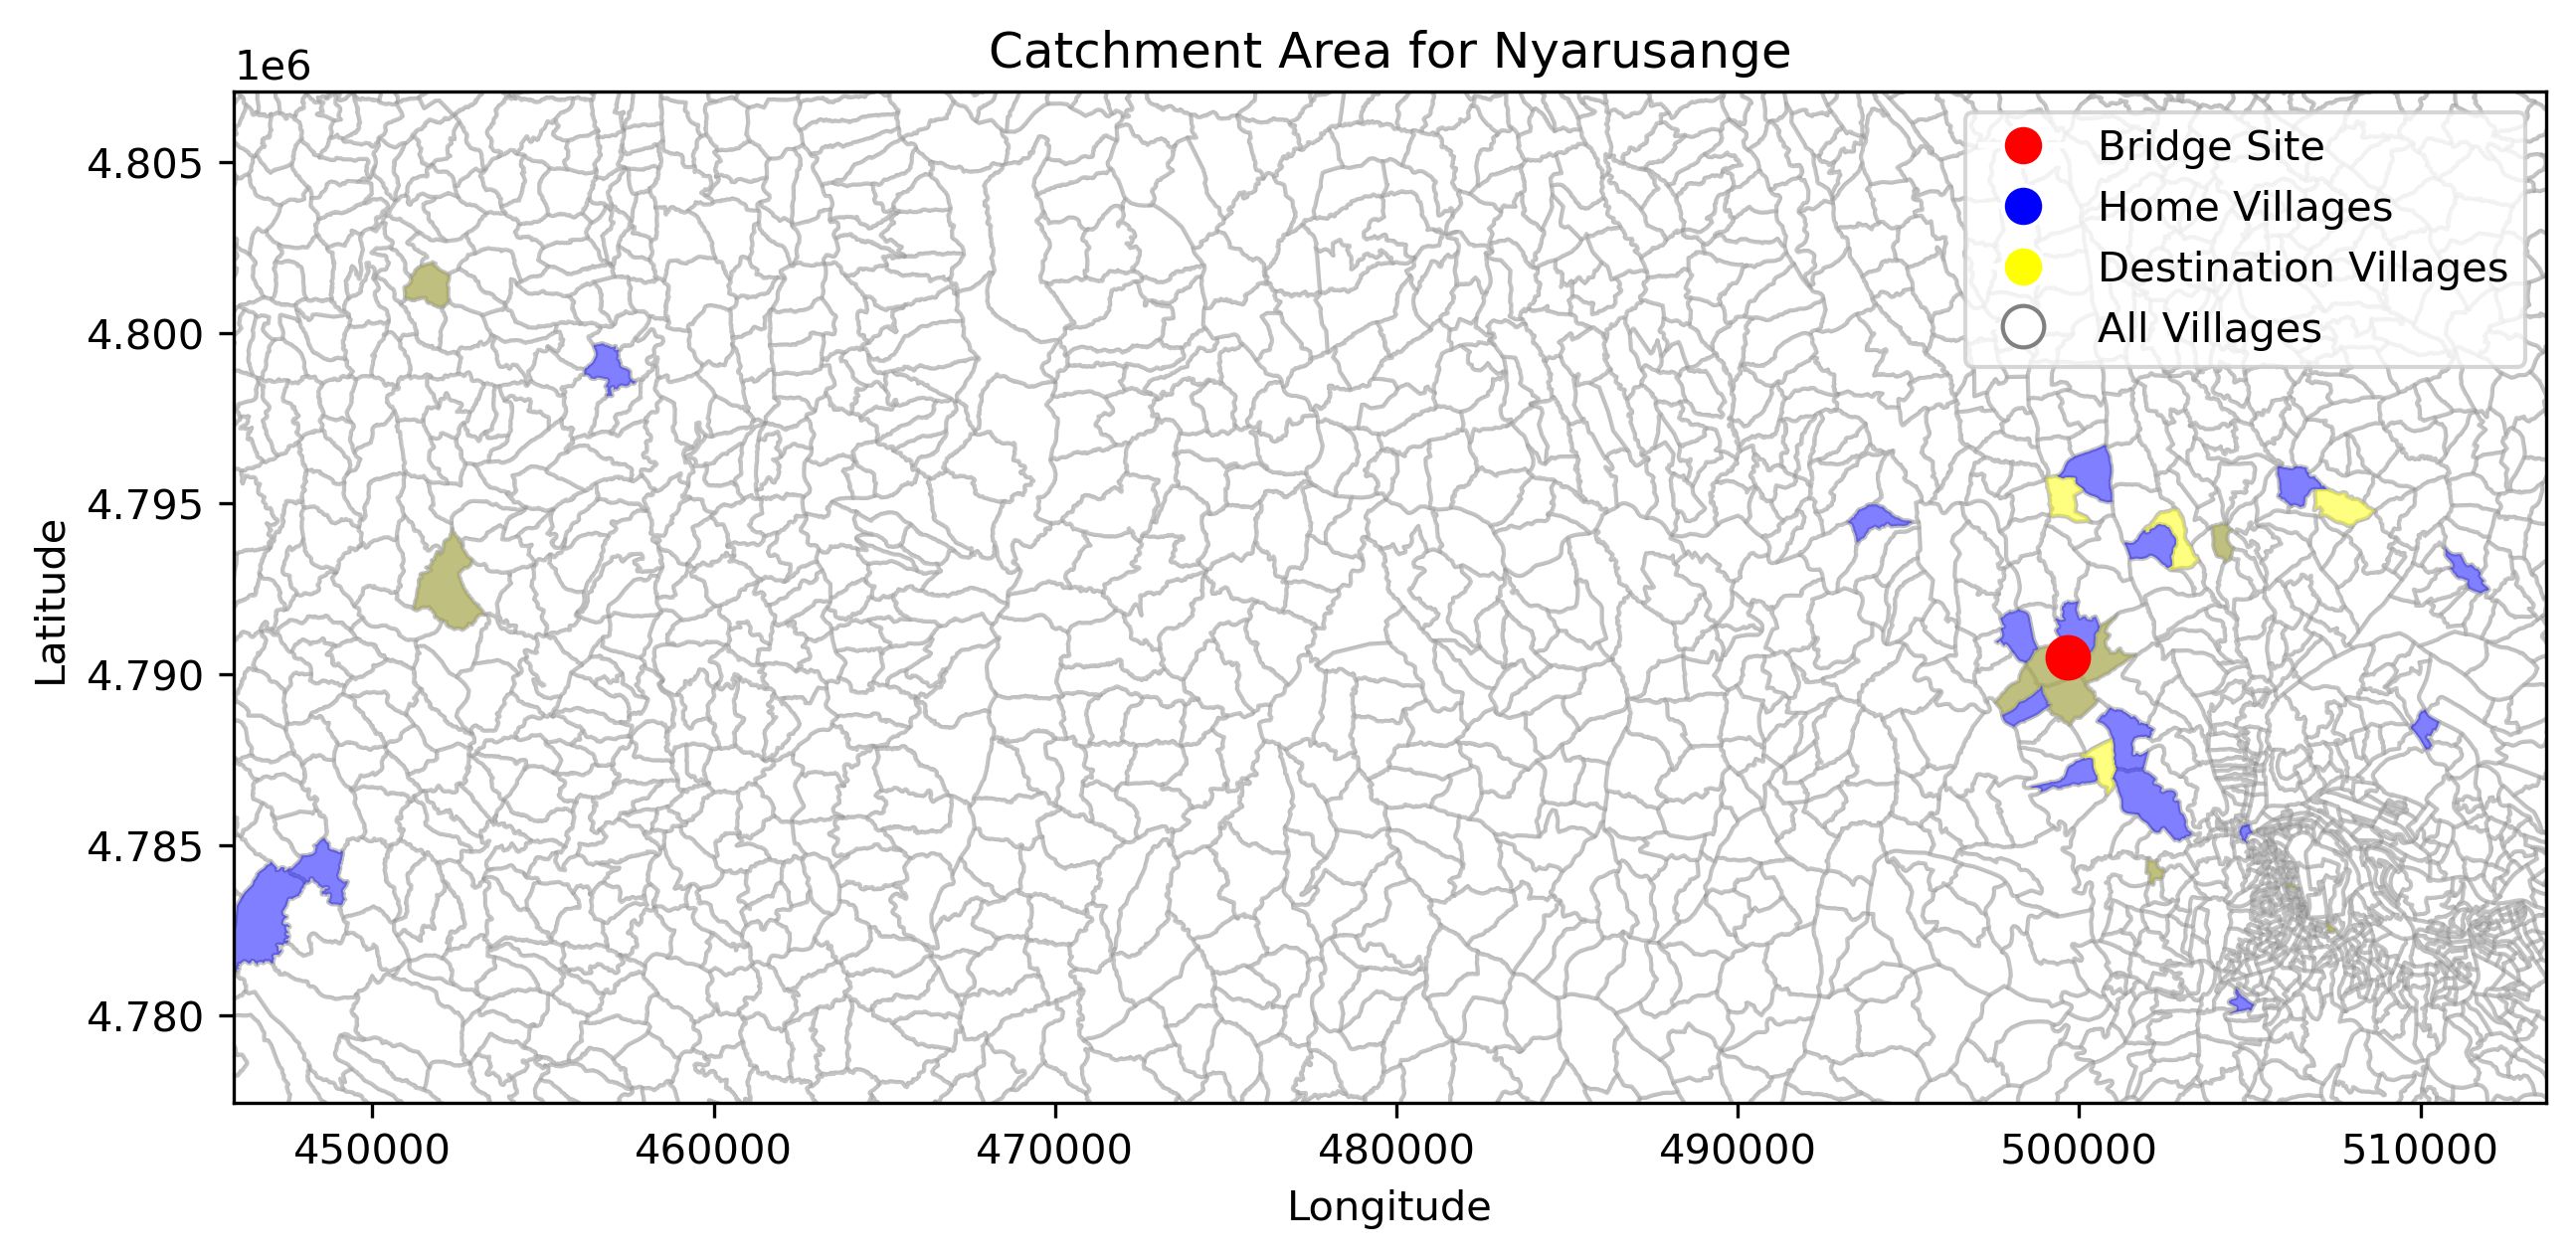 Catchment Area for Nyarusange
1e6
Bridge Site
Home Villages
Destination Villages
All Villages
4.805
4.800
4.795
4.790
4.785
4.780
Latitude
450000 460000 470000 480000 490000 500000 510000
Longitude